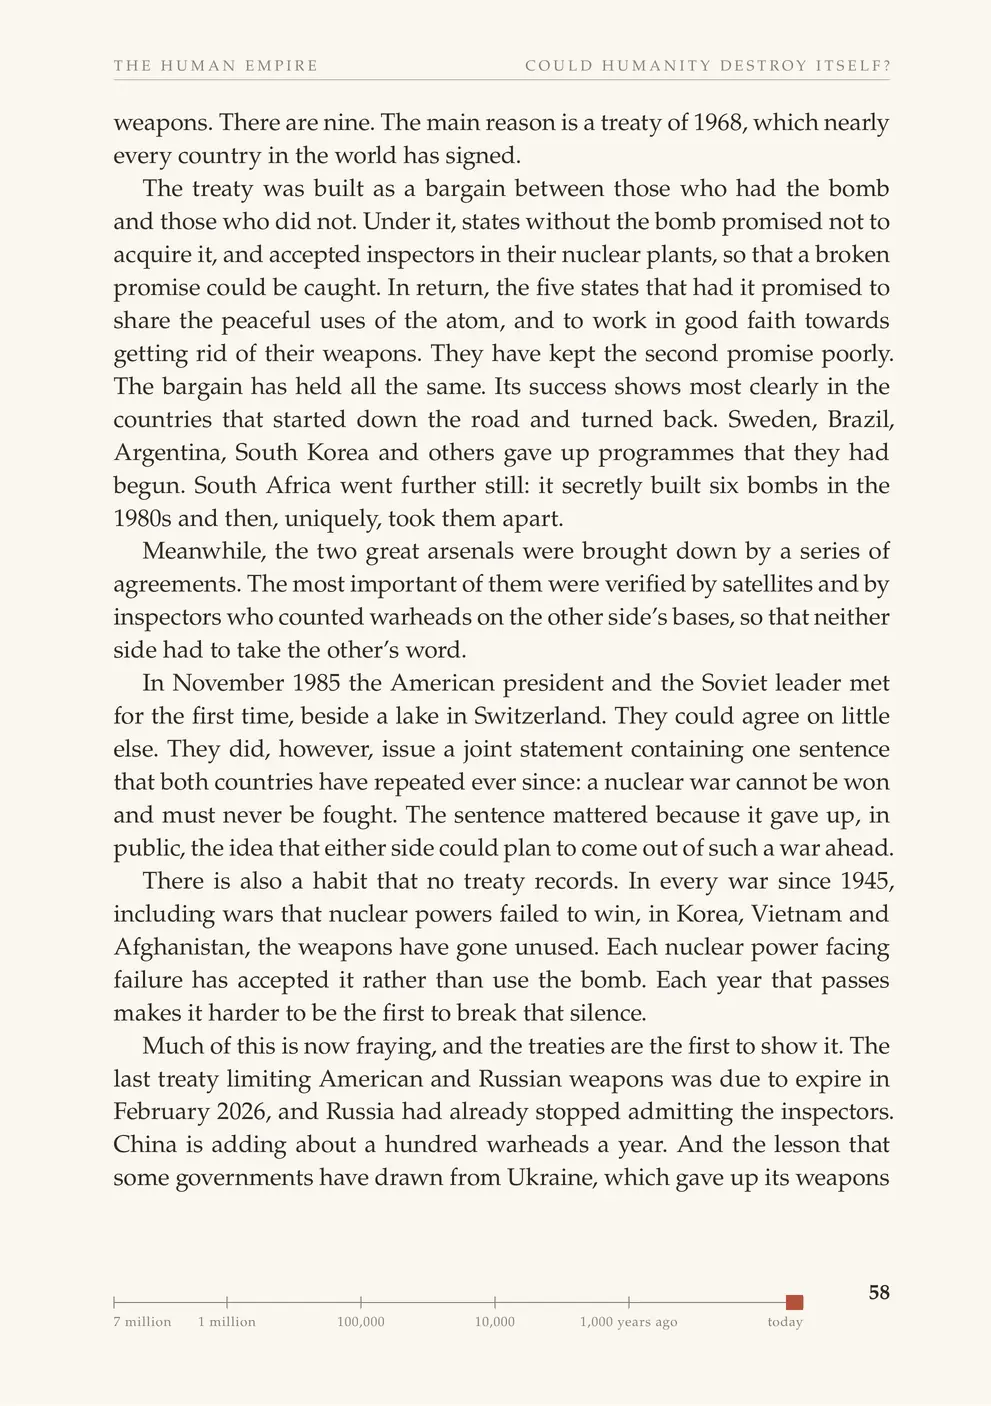 THE HUMAN EMPIRE
COULD HUMANITY DESTROY ITSELF?
weapons. There are nine. The main reason is a treaty of 1968, which nearly
every country in the world has signed.
The treaty was built as a bargain between those who had the bomb
and those who did not. Under it, states without the bomb promised not to
acquire it, and accepted inspectors in their nuclear plants, so that a broken
promise could be caught. In return, the five states that had it promised to
share the peaceful uses of the atom, and to work in good faith towards
getting rid of their weapons. They have kept the second promise poorly.
The bargain has held all the same. Its success shows most clearly in the
countries that started down the road and turned back. Sweden, Brazil,
Argentina, South Korea and others gave up programmes that they had
begun. South Africa went further still: it secretly built six bombs in the
1980s and then, uniquely, took them apart.
Meanwhile, the two great arsenals were brought down by a series of
agreements. The most important of them were verified by satellites and by
inspectors who counted warheads on the other side’s bases, so that neither
side had to take the other’s word.
In November 1985 the American president and the Soviet leader met
for the first time, beside a lake in Switzerland. They could agree on little
else. They did, however, issue a joint statement containing one sentence
that both countries have repeated ever since: a nuclear war cannot be won
and must never be fought. The sentence mattered because it gave up, in
public, the idea that either side could plan to come out of such a war ahead.
There is also a habit that no treaty records. In every war since 1945,
including wars that nuclear powers failed to win, in Korea, Vietnam and
Afghanistan, the weapons have gone unused. Each nuclear power facing
failure has accepted it rather than use the bomb. Each year that passes
makes it harder to be the first to break that silence.
Much of this is now fraying, and the treaties are the first to show it. The
last treaty limiting American and Russian weapons was due to expire in
February 2026, and Russia had already stopped admitting the inspectors.
China is adding about a hundred warheads a year. And the lesson that
some governments have drawn from Ukraine, which gave up its weapons
58
7 million 1 million 100,000 10,000 1,000 years ago today